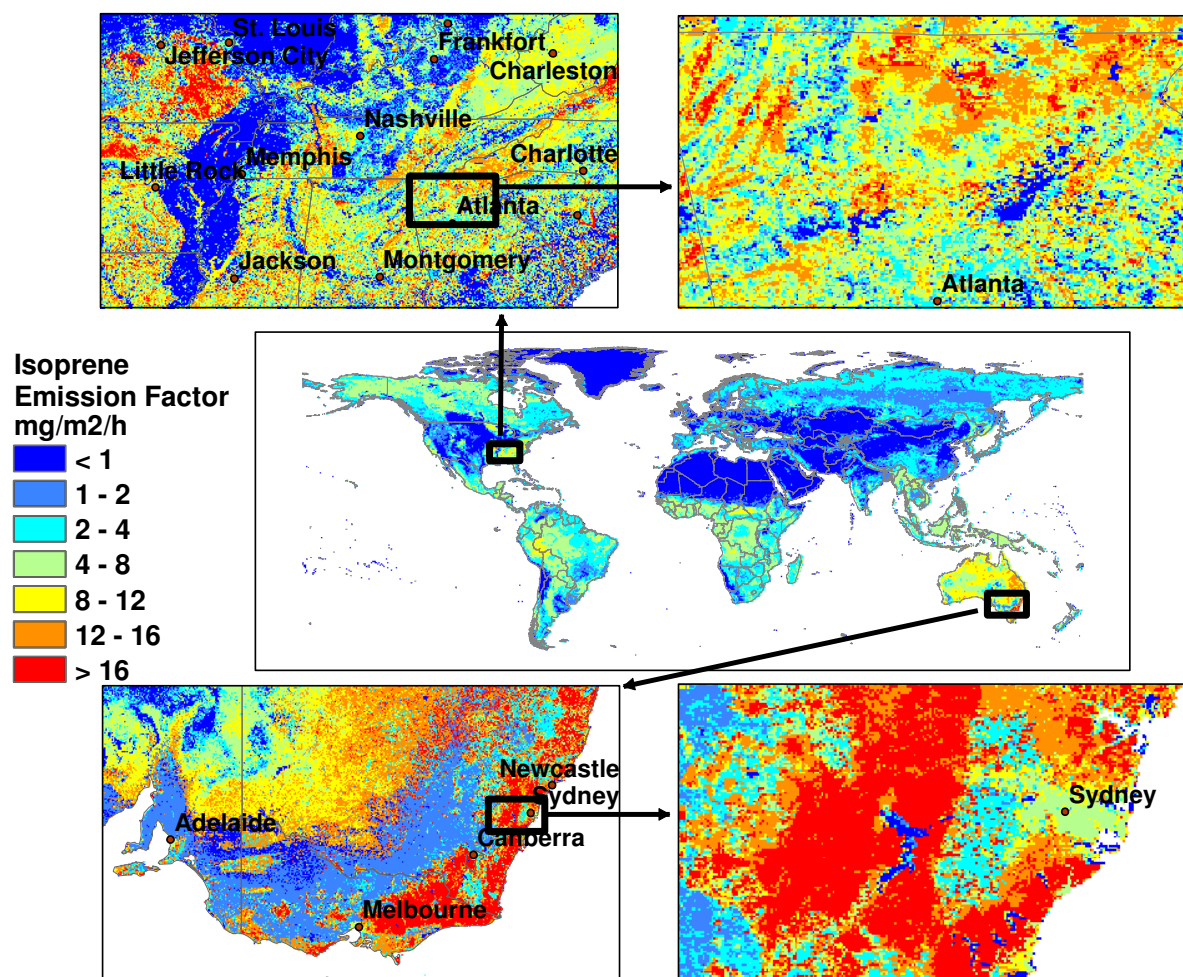 St. Louis
Jefferson City
Frankfort
Charleston
Nashville
Memphis
Charlotte
Little Rock
Atlanta
Jackson
Montgomery
Atlanta
Isoprene
Emission Factor
mg/m2/h
< 1
1 - 2
2 - 4
4 - 8
8 - 12
12 - 16
> 16
Newcastle
Sydney
Adelaide
Canberra
Melbourne
Sydney